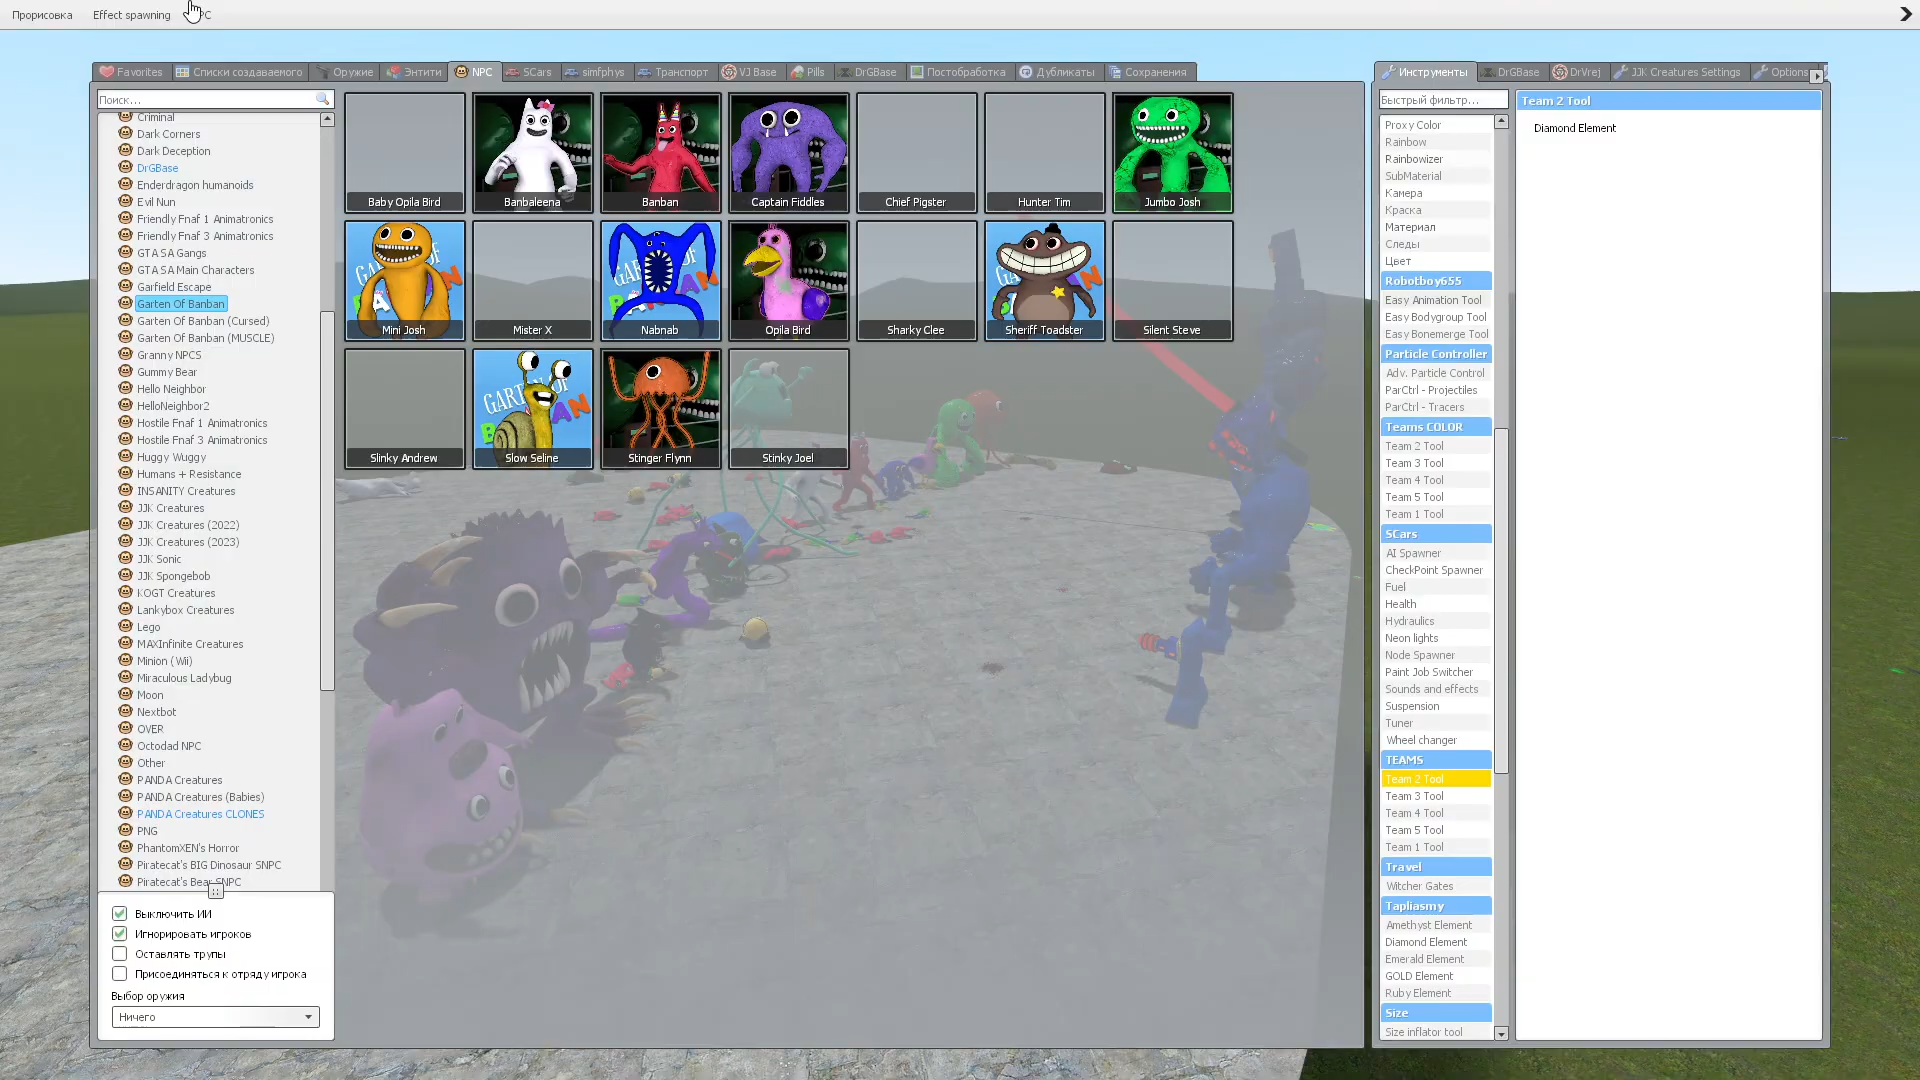 Прорисовка Effect spawning
Favorites Списки создаваемого Оружие Энтити NPC SCars simfphys Транспорт VJ Base Pills DrGBase Постобработка Дубликаты Сохранения
Поиск...
Criminal
Dark Corners
Dark Deception
DrGBase
Enderdragon humanoids
Evil Nun
Friendly Fnaf 1 Animatronics
Friendly Fnaf 3 Animatronics
GTA SA Gangs
GTA SA Main Characters
Garfield Escape
Garten Of Banban
Garten Of Banban (Cursed)
Garten Of Banban (MUSCLE)
Granny NPCS
Gummy Bear
Hello Neighbor
HelloNeighbor2
Hostile Fnaf 1 Animatronics
Hostile Fnaf 3 Animatronics
Huggy Wuggy
Humans + Resistance
INSANITY Creatures
JJK Creatures
JJK Creatures (2022)
JJK Creatures (2023)
JJK Sonic
JJK Spongebob
KOGT Creatures
Lankybox Creatures
Lego
MAXInfinite Creatures
Minion (Wii)
Miraculous Ladybug
Moon
Nextbot
OVER
Octodad NPC
Other
PANDA Creatures
PANDA Creatures (Babies)
PANDA Creatures CLONES
PNG
PhantomXEN's Horror
Piratecat's BIG Dinosaur SNPC
Piratecat's Bear SNPC
Выключить ИИ
Игнорировать игроков
Оставлять трупы
Присоединяться к отряду игрока
Выбор оружия
Ничего
Baby Opila Bird Banbaleena Banban Captain Fiddles Chief Pigster Hunter Tim Jumbo Josh
Mini Josh Mister X Nabnab Opila Bird Sharky Clee Sheriff Toadster Silent Steve
Slinky Andrew Slow Seline Stinger Flynn Stinky Joel
Инструменты DrGBase DrVrej JJK Creatures Settings Options
Быстрый фильтр...
Proxy Color
Rainbow
Rainbowizer
SubMaterial
Камера
Краска
Материал
Следы
Цвет
Robotboy655
Easy Animation Tool
Easy Bodygroup Tool
Easy Bonemerge Tool
Particle Controller
Adv. Particle Control
ParCtrl - Projectiles
ParCtrl - Tracers
Teams COLOR
Team 2 Tool
Team 3 Tool
Team 4 Tool
Team 5 Tool
Team 1 Tool
SCars
AI Spawner
CheckPoint Spawner
Fuel
Health
Hydraulics
Neon lights
Node Spawner
Paint Job Switcher
Sounds and effects
Suspension
Tuner
Wheel changer
TEAMS
Team 2 Tool
Team 3 Tool
Team 4 Tool
Team 5 Tool
Team 1 Tool
Travel
Witcher Gates
Tapliasmy
Amethyst Element
Diamond Element
Emerald Element
GOLD Element
Ruby Element
Size
Size inflator tool
Team 2 Tool
Diamond Element